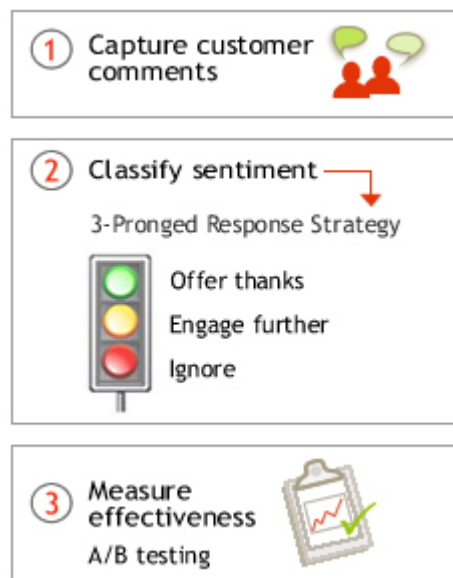 1 Capture customer
comments
2 Classify sentiment
3-Pronged Response Strategy
Offer thanks
Engage further
Ignore
3 Measure
effectiveness
A/B testing